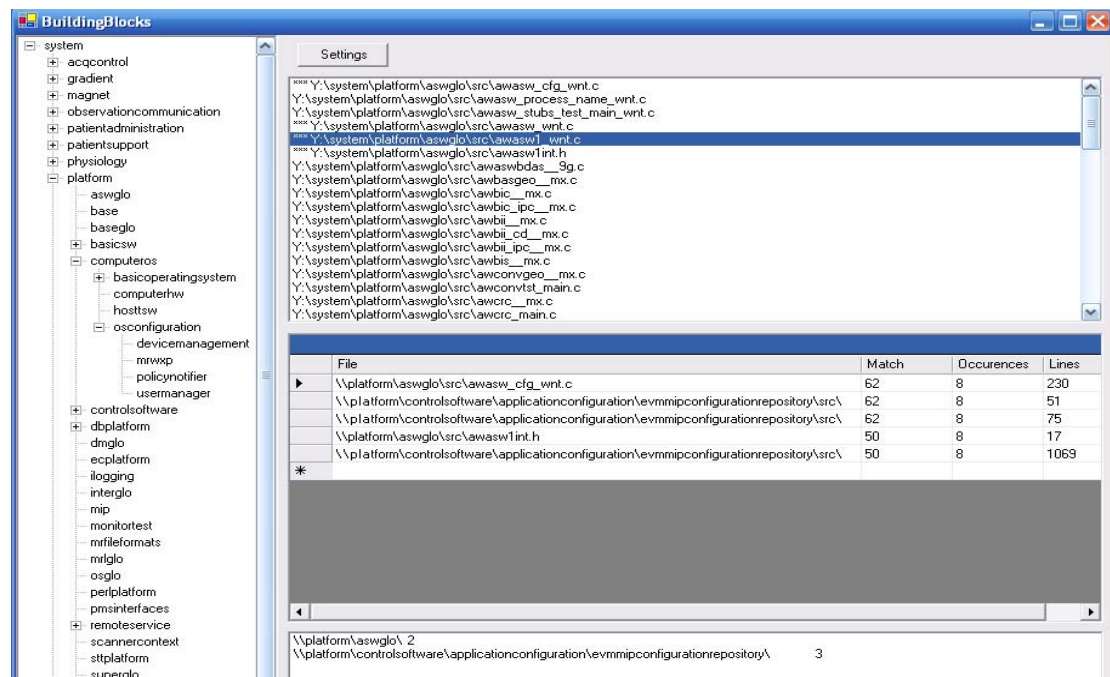 BuildingBlocks
system
acqcontrol
gradient
magnet
observationcommunication
patientadministration
patientsupport
physiology
platform
aswglo
base
baseglo
basicsw
computeros
basicoperatingsystem
computerhw
hosttsw
osconfiguration
devicemanagement
mrwxp
policynotifier
usermanager
controlsoftware
dbplatform
dmglo
ecplatform
ilogging
interglo
mip
monitortest
mrfileformats
mrlglo
osglo
perlplatform
pmsinterfaces
remoteservice
scannercontext
sttplatform
superglo
Settings
*** Y:\system\platform\aswglo\src\awasw_cfg_wnt.c
Y:\system\platform\aswglo\src\awasw_process_name_wnt.c
Y:\system\platform\aswglo\src\awasw_stubs_test_main_wnt.c
*** Y:\system\platform\aswglo\src\awasw_wnt.c
*** Y:\system\platform\aswglo\src\awasw1_wnt.c
*** Y:\system\platform\aswglo\src\awasw1int.h
Y:\system\platform\aswglo\src\awaswbdas__9g.c
Y:\system\platform\aswglo\src\awbasgeo__mx.c
Y:\system\platform\aswglo\src\awbic__mx.c
Y:\system\platform\aswglo\src\awbic_ipc__mx.c
Y:\system\platform\aswglo\src\awbii__mx.c
Y:\system\platform\aswglo\src\awbii_cd__mx.c
Y:\system\platform\aswglo\src\awbii_ipc__mx.c
Y:\system\platform\aswglo\src\awbis__mx.c
Y:\system\platform\aswglo\src\awconvgeo__mx.c
Y:\system\platform\aswglo\src\awconvtst_main.c
Y:\system\platform\aswglo\src\awcrc__mx.c
Y:\system\platform\aswglo\src\awcrc_main.c
File Match Occurences Lines
\\platform\aswglo\src\awasw_cfg_wnt.c 62 8 230
\\platform\controlsoftware\applicationconfiguration\evmmipconfigurationrepository\src\ 62 8 51
\\platform\controlsoftware\applicationconfiguration\evmmipconfigurationrepository\src\ 62 8 75
\\platform\aswglo\src\awasw1int.h 50 8 17
\\platform\controlsoftware\applicationconfiguration\evmmipconfigurationrepository\src\ 50 8 1069
*
\\platform\aswglo\ 2
\\platform\controlsoftware\applicationconfiguration\evmmipconfigurationrepository\ 3